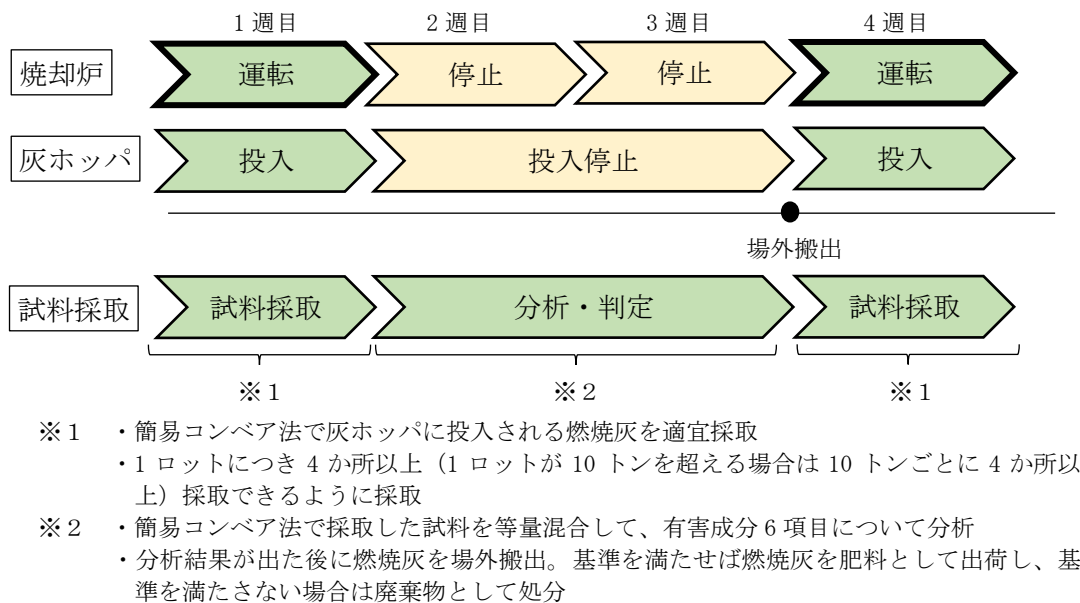 1週目 2週目 3週目 4週目
焼却炉 運転 停止 停止 運転
灰ホッパ 投入 投入停止 投入
場外搬出
試料採取 試料採取 分析・判定 試料採取
※1 ※2 ※1
※1 ・簡易コンベア法で灰ホッパに投入される燃焼灰を適宜採取
・1 ロットにつき 4 か所以上（1 ロットが 10 トンを超える場合は 10 トンごとに 4 か所以
上）採取できるように採取
※2 ・簡易コンベア法で採取した試料を等量混合して、有害成分 6 項目について分析
・分析結果が出た後に燃焼灰を場外搬出。基準を満たせば燃焼灰を肥料として出荷し、基
準を満たさない場合は廃棄物として処分